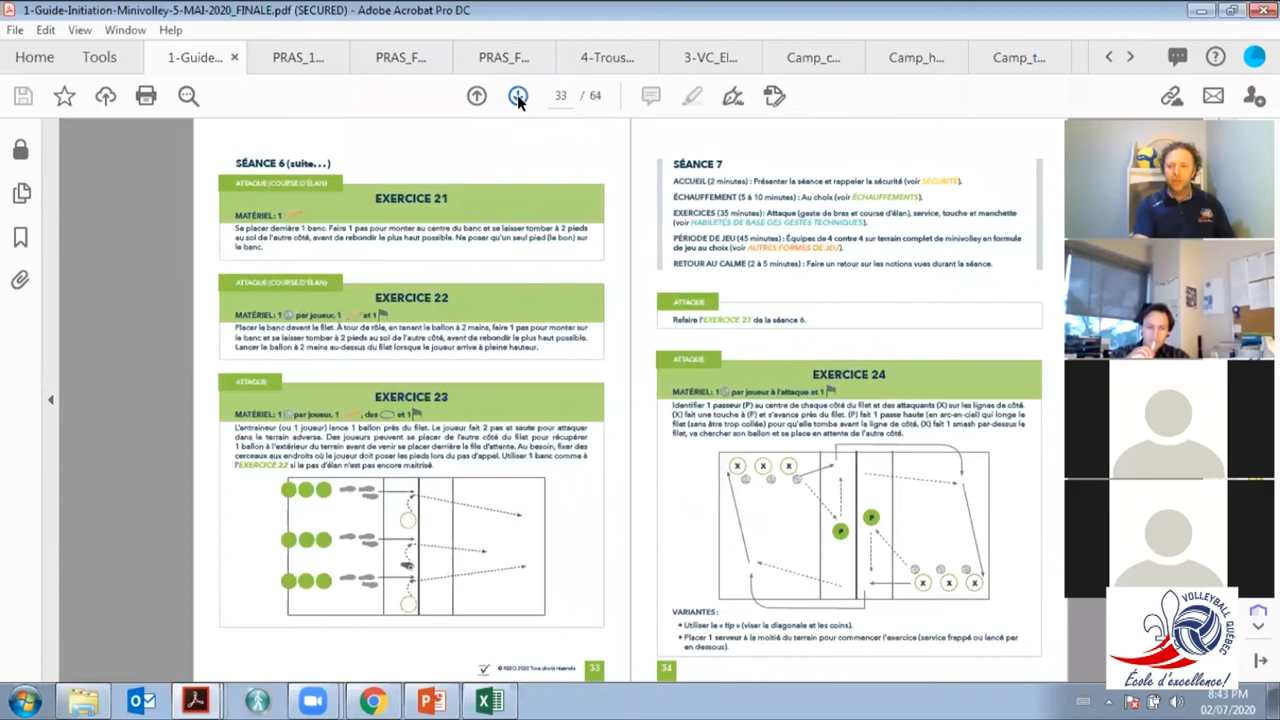 1-Guide-Initiation-Minivolley-5-MAI-2020_FINALE.pdf (SECURED) - Adobe Acrobat Pro DC
File Edit View Window Help
Home Tools 1-Guide... × PRAS_1... PRAS_F... PRAS_F... 4-Trous... 3-VC_El... Camp_c... Camp_h... Camp_t...
33 / 64
SÉANCE 6 (suite...)
ATTAQUE (COURSE D'ÉLAN)
EXERCICE 21
MATÉRIEL: 1
Se placer derrière 1 banc. Faire 1 pas pour monter au centre du banc et se laisser tomber à 2 pieds
au sol de l'autre côté, avant de rebondir le plus haut possible. Ne poser qu'un seul pied (le bon) sur
le banc.
ATTAQUE (COURSE D'ÉLAN)
EXERCICE 22
MATÉRIEL: 1 par joueur, 1 et 1
Placer le banc devant le filet. À tour de rôle, en tenant le ballon à 2 mains, faire 1 pas pour monter sur
le banc et se laisser tomber à 2 pieds au sol de l'autre côté, avant de rebondir le plus haut possible.
Lancer le ballon à 2 mains au-dessus du filet lorsque le joueur arrive à pleine hauteur.
ATTAQUE
EXERCICE 23
MATÉRIEL: 1 par joueur, 1 , des et 1
L'entraineur (ou 1 joueur) lance 1 ballon près du filet. Le joueur fait 2 pas et saute pour attaquer
dans le terrain adverse. Des joueurs peuvent se placer de l'autre côté du filet pour récupérer
1 ballon à l'extérieur du terrain avant de venir se placer derrière la file d'attente. Au besoin, fixer des
cerceaux aux endroits où le joueur doit poser les pieds lors du pas d'appel. Utiliser 1 banc comme à
l'EXERCICE 22 si le pas d'élan n'est pas encore maitrisé.
© RSEQ, 2020 Tous droits réservés 33
SÉANCE 7
ACCUEIL (2 minutes) : Présenter la séance et rappeler la sécurité (voir SÉCURITÉ).
ÉCHAUFFEMENT (5 à 10 minutes) : Au choix (voir ÉCHAUFFEMENTS).
EXERCICES (35 minutes) : Attaque (geste de bras et course d'élan), service, touche et manchette
(voir HABILETÉS DE BASE DES GESTES TECHNIQUES).
PÉRIODE DE JEU (45 minutes) : Équipes de 4 contre 4 sur terrain complet de minivolley en formule
de jeu au choix (voir AUTRES FORMES DE JEU).
RETOUR AU CALME (2 à 5 minutes) : Faire un retour sur les notions vues durant la séance.
ATTAQUE
Refaire l'EXERCICE 23 de la séance 6.
ATTAQUE
EXERCICE 24
MATÉRIEL: 1 par joueur à l'attaque et 1
Identifier 1 passeur (P) au centre de chaque côté du filet et des attaquants (X) sur les lignes de côté.
(X) fait une touche à (P) et s'avance près du filet. (P) fait 1 passe haute (en arc-en-ciel) qui longe le
filet (sans être trop collée) pour qu'elle tombe avant la ligne de côté. (X) fait 1 smash par-dessus le
filet, va chercher son ballon et se place en attente de l'autre côté.
X X X
P P
X X X
VARIANTES :
• Utiliser le « tip » (viser la diagonale et les coins).
• Placer 1 serveur à la moitié du terrain pour commencer l'exercice (service frappé ou lancé par
en dessous).
34
VOLLEYBALL QUÉBEC
École d'excellence!
8:43 PM
02/07/2020